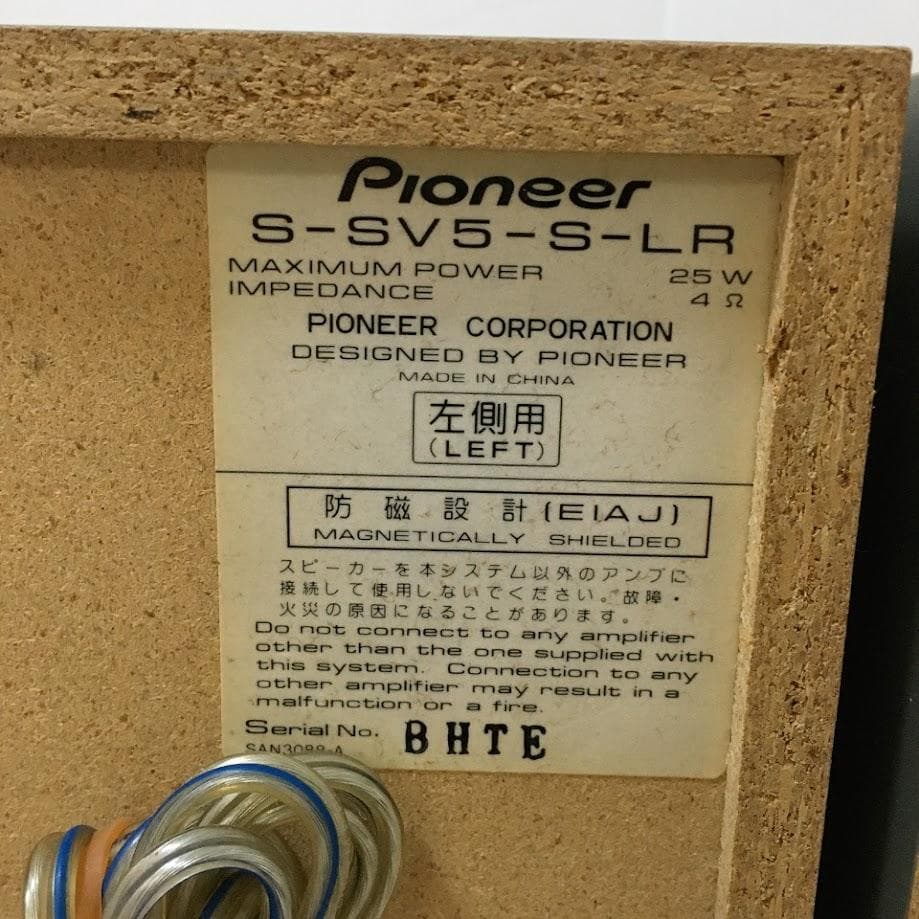 Pioneer
S-SV5-S-LR
MAXIMUM POWER 25 W
IMPEDANCE 4 Ω
PIONEER CORPORATION
DESIGNED BY PIONEER
MADE IN CHINA
左側用
(LEFT)
防磁設計(EIAJ)
MAGNETICALLY SHIELDED
スピーカーを本システム以外のアンプに
接続して使用しないでください。故障・
火災の原因になることがあります。
Do not connect to any amplifier
other than the one supplied with
this system. Connection to any
other amplifier may result in a
malfunction or a fire.
Serial No. BHTE
SAN3088-A